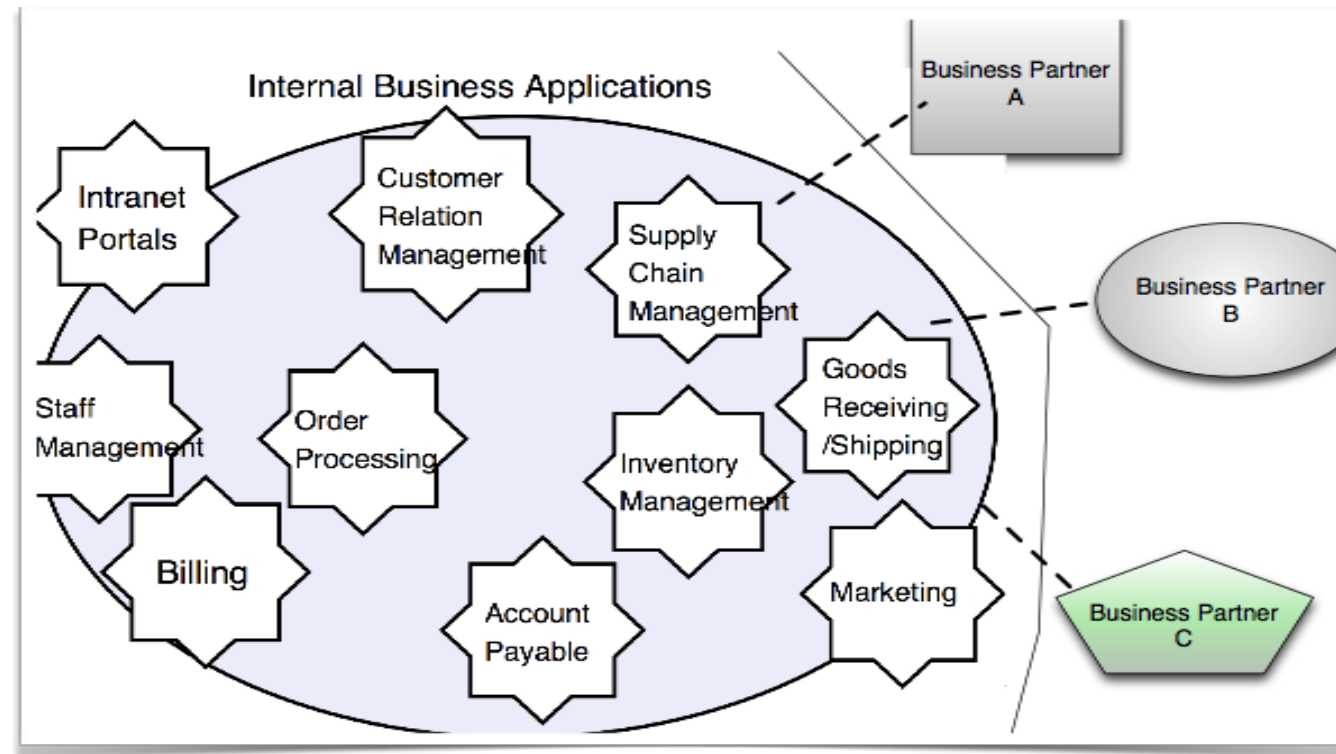 Internal Business Applications
Business Partner
A
Intranet
Portals
Customer
Relation
Management
Supply
Chain
Management
Business Partner
B
Goods
Receiving
/Shipping
Staff
Management
Order
Processing
Inventory
Management
Billing
Account
Payable
Marketing
Business Partner
C